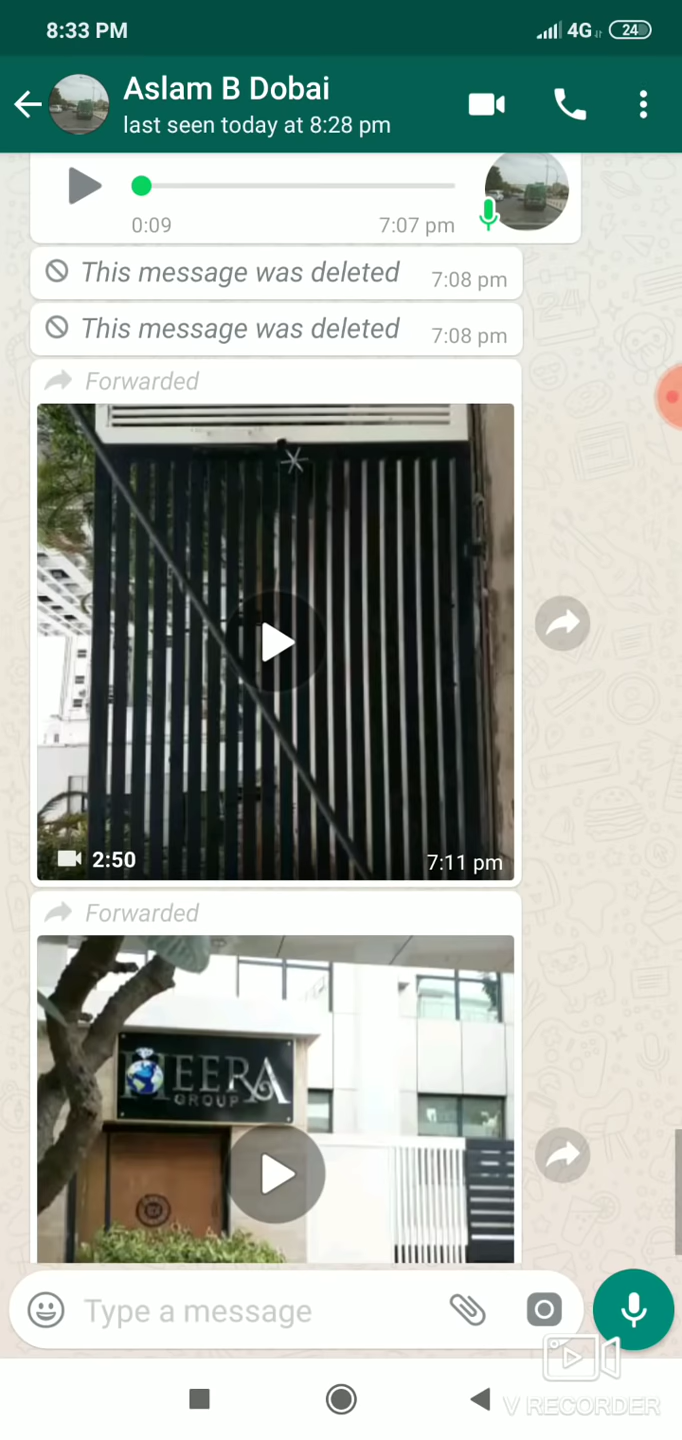 8:33 PM
4G
24
Aslam B Dobai
last seen today at 8:28 pm
0:09
7:07 pm
This message was deleted
7:08 pm
This message was deleted
7:08 pm
Forwarded
2:50
7:11 pm
Forwarded
HEERA
GROUP
Type a message
V RECORDER